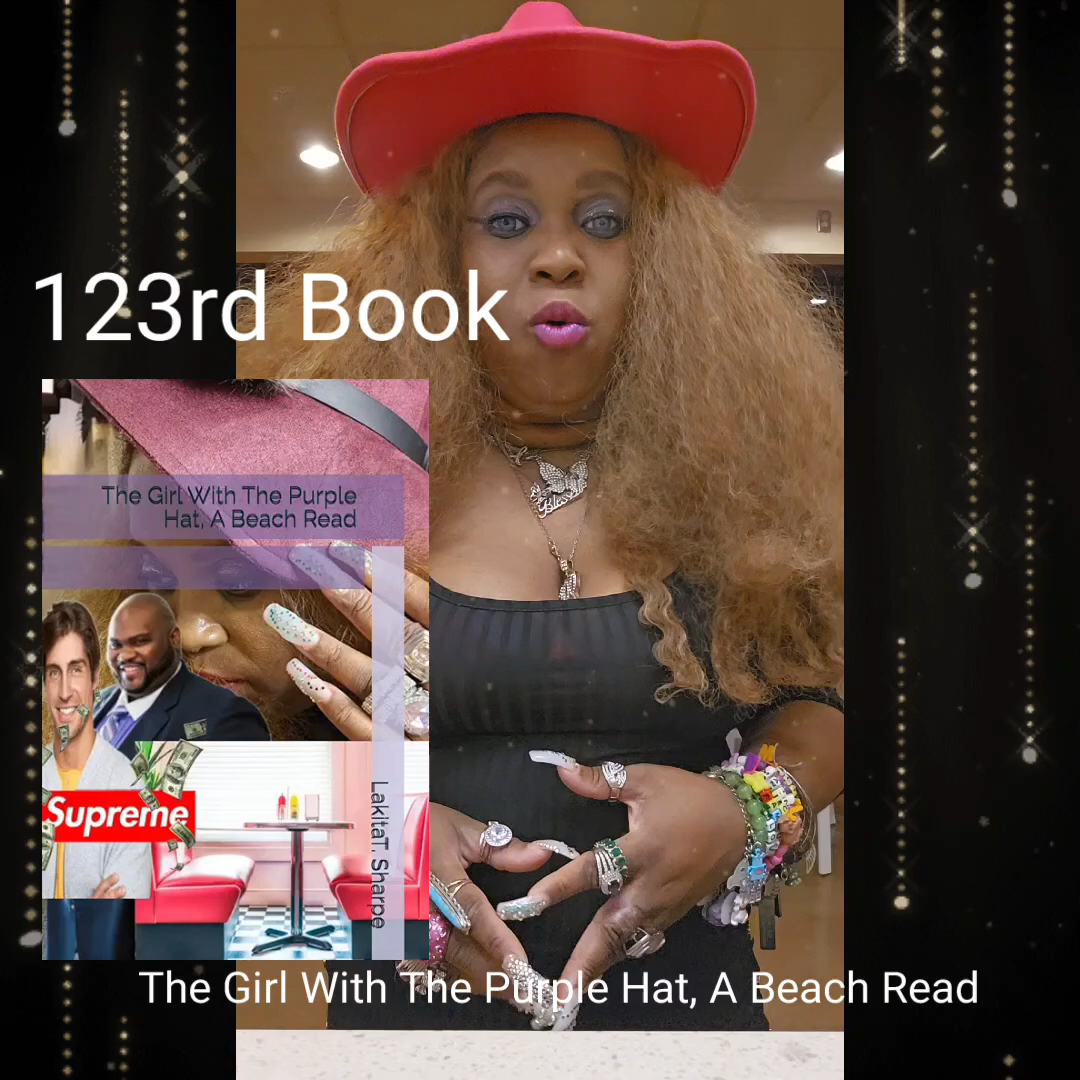 123rd Book
The Girl With The Purple
Hat, A Beach Read
Supreme
LakitaT. Sharpe
Blessed
The Girl With The Purple Hat, A Beach Read